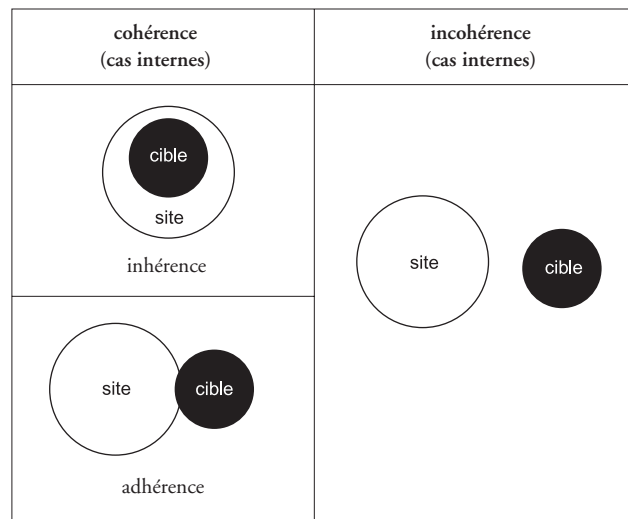 cohérence
(cas internes)
incohérence
(cas internes)
cible
site
inhérence
site
cible
adhérence
site
cible